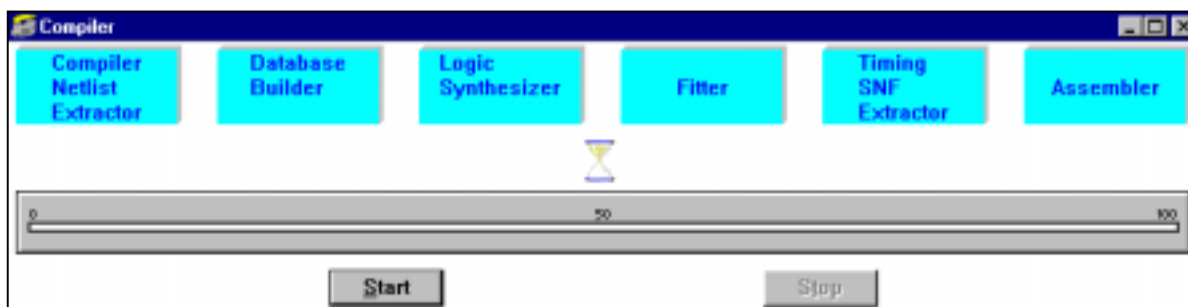 Compiler
Compiler
Netlist
Extractor
Database
Builder
Logic
Synthesizer
Fitter
Timing
SNF
Extractor
Assembler
0
50
100
Start
Stop